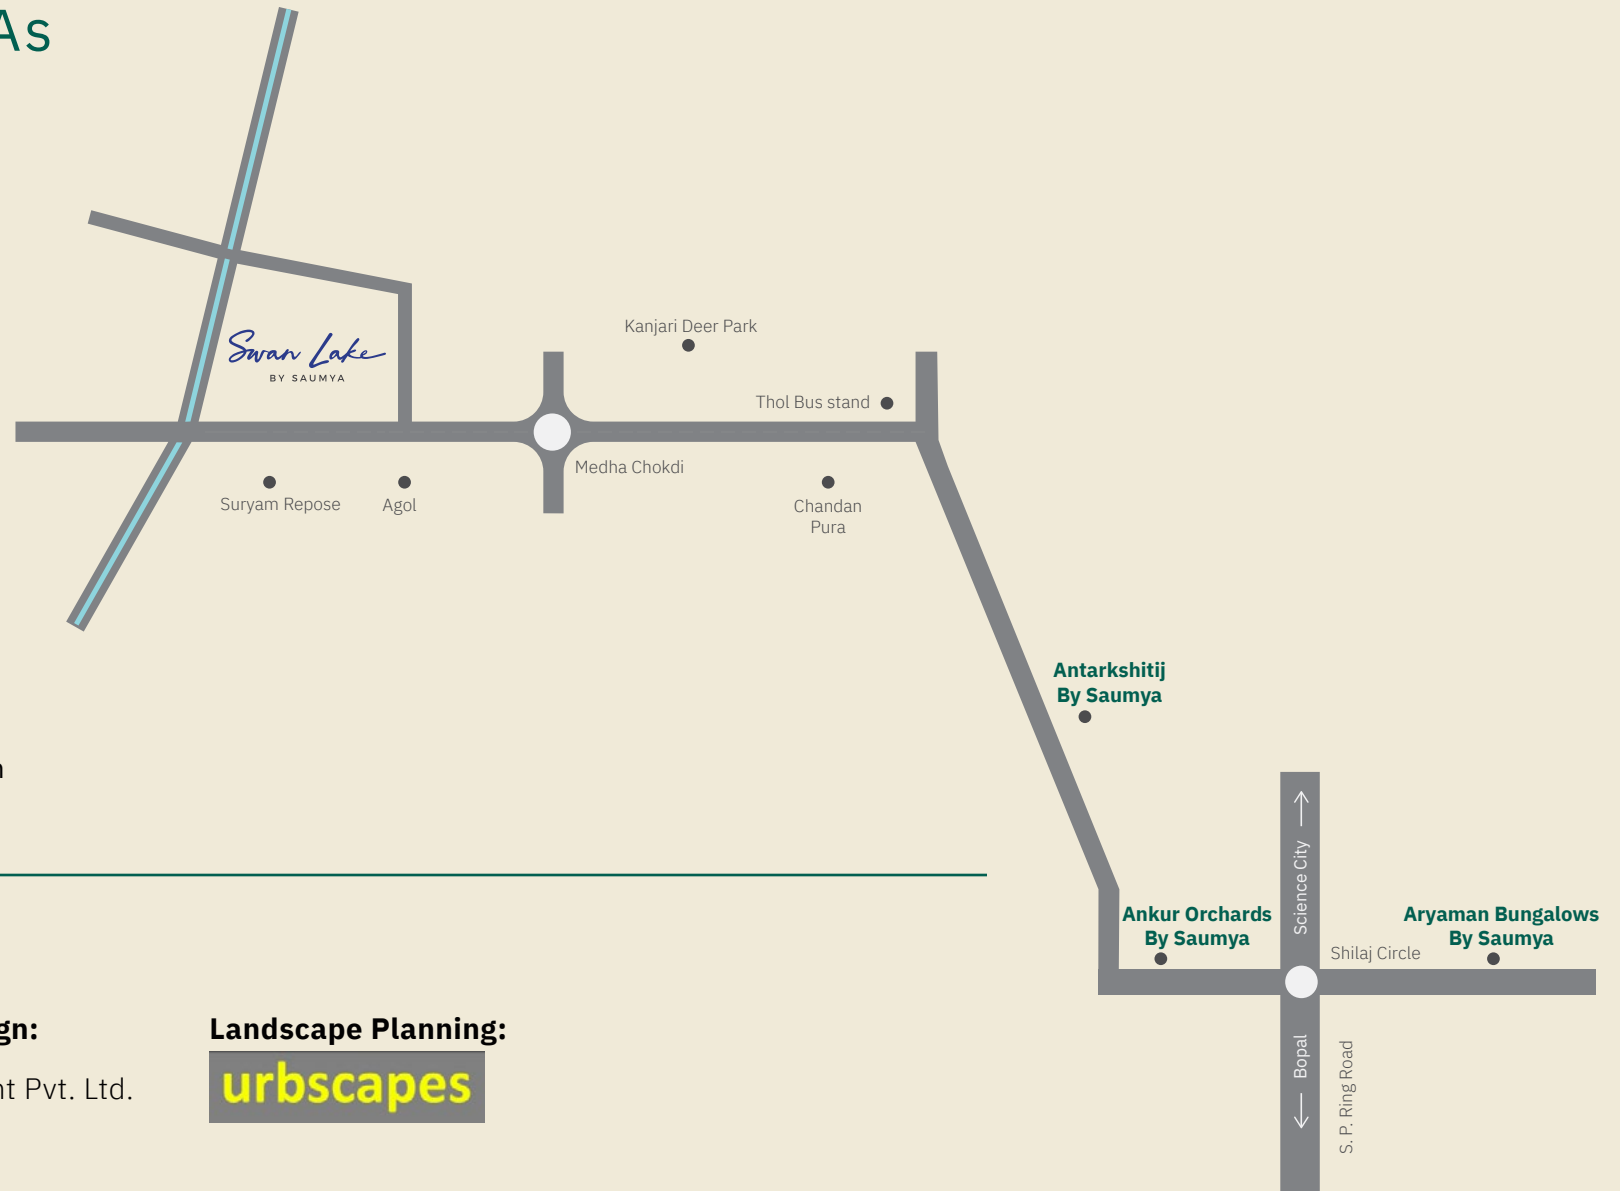 As
Kanjari Deer Park
Swan Lake
BY SAUMYA
Thol Bus stand
Medha Chokdi
Suryam Repose
Agol
Chandan
Pura
Antarkshitij
By Saumya
Science City
Ankur Orchards
By Saumya
Aryaman Bungalows
By Saumya
Shilaj Circle
gn:
Landscape Planning:
Bopal
S. P. Ring Road
nt Pvt. Ltd.
urbscapes